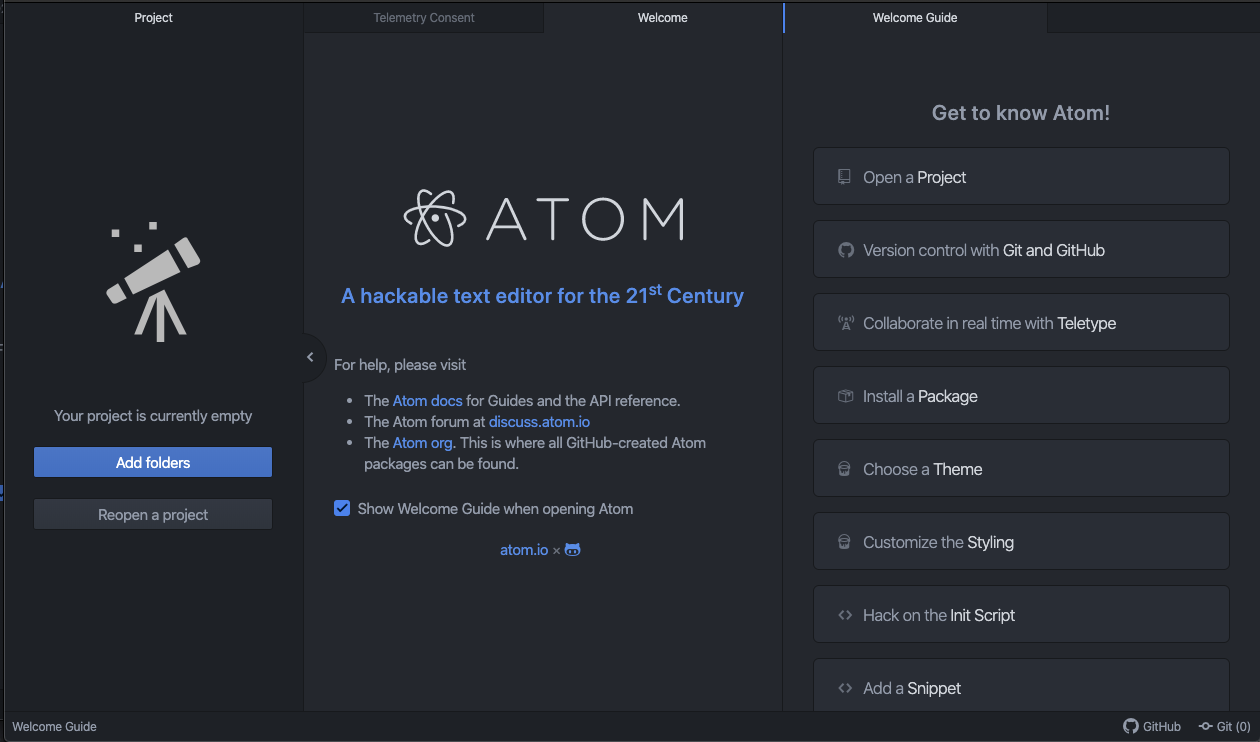 Project
Telemetry Consent
Welcome
Welcome Guide
Your project is currently empty
Add folders
Reopen a project
ATOM
A hackable text editor for the 21st Century
For help, please visit
• The Atom docs for Guides and the API reference.
• The Atom forum at discuss.atom.io
• The Atom org. This is where all GitHub-created Atom
packages can be found.
Show Welcome Guide when opening Atom
atom.io ×
Get to know Atom!
Open a Project
Version control with Git and GitHub
Collaborate in real time with Teletype
Install a Package
Choose a Theme
Customize the Styling
Hack on the Init Script
Add a Snippet
Welcome Guide
GitHub
Git (0)